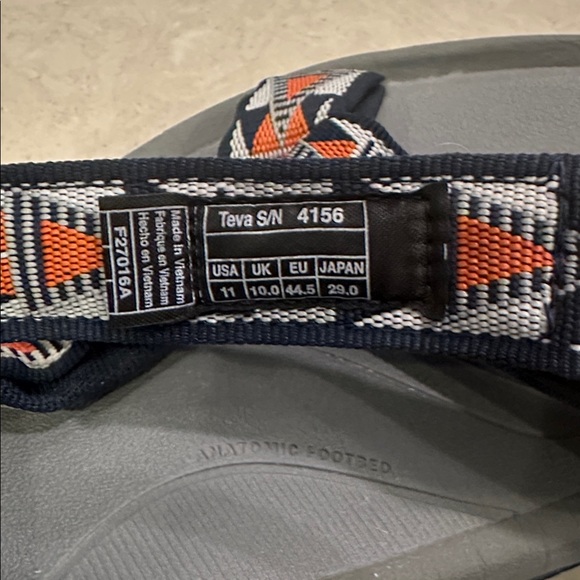 Made in Vietnam
Fabriqué en Vietnam
Hecho en Vietnam
F27016A
Teva S/N 4156
USA UK EU JAPAN
11 10.0 44.5 29.0
ANATOMIC FOOTBED